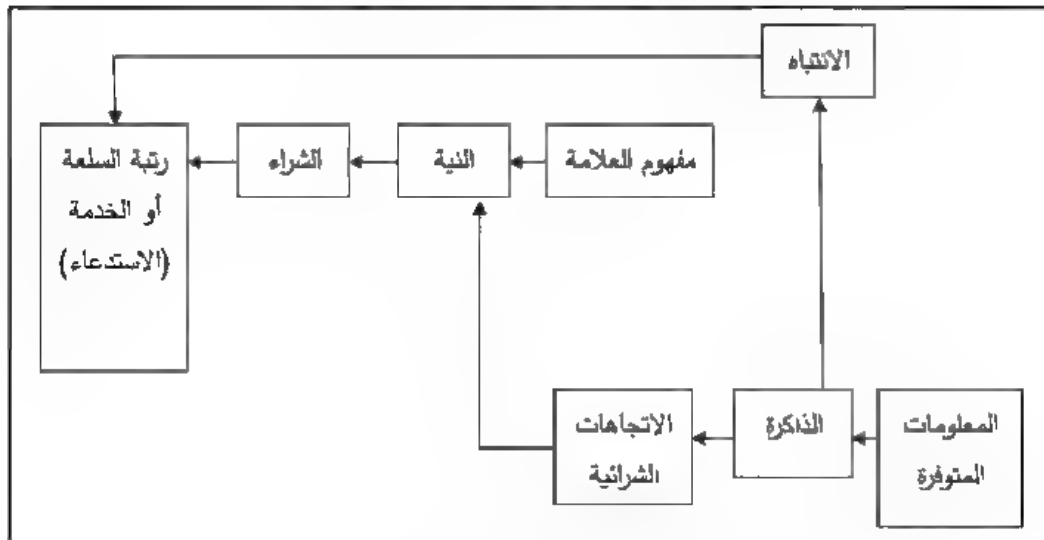 الانتباه
مفهوم العلامة
النية
الشراء
رتبة السلعة
أو الخدمة
(الاستدعاء)
المعلومات
المتوفرة
الذاكرة
الاتجاهات
الشرائية